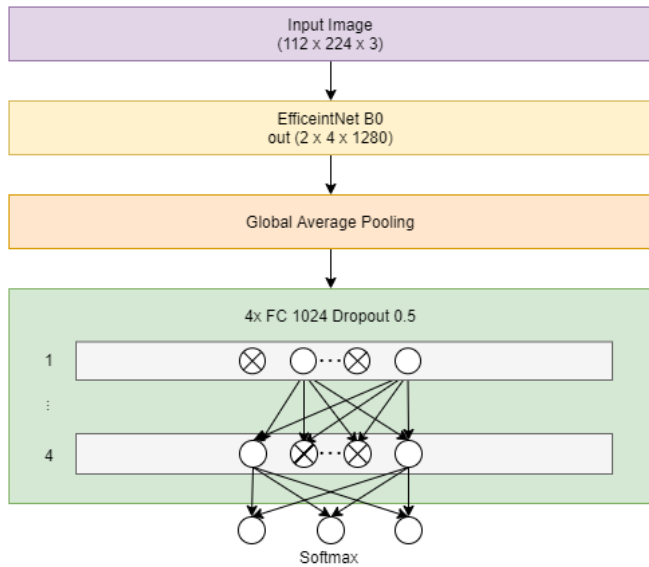 Input Image
(112 x 224 x 3)
EfficeintNet B0
out (2 x 4 x 1280)
Global Average Pooling
4x FC 1024 Dropout 0.5
1
...
...
4
...
Softmax